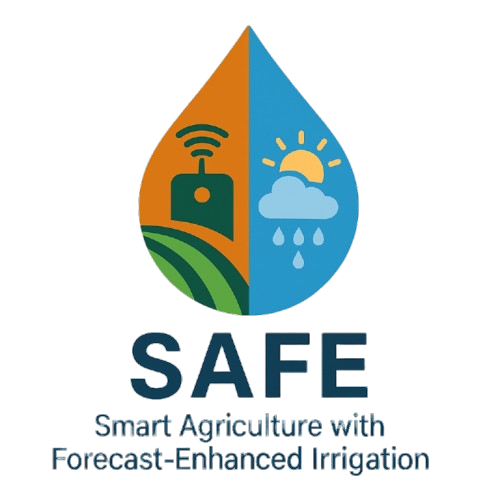 SAFE
Smart Agriculture with
Forecast-Enhanced Irrigation